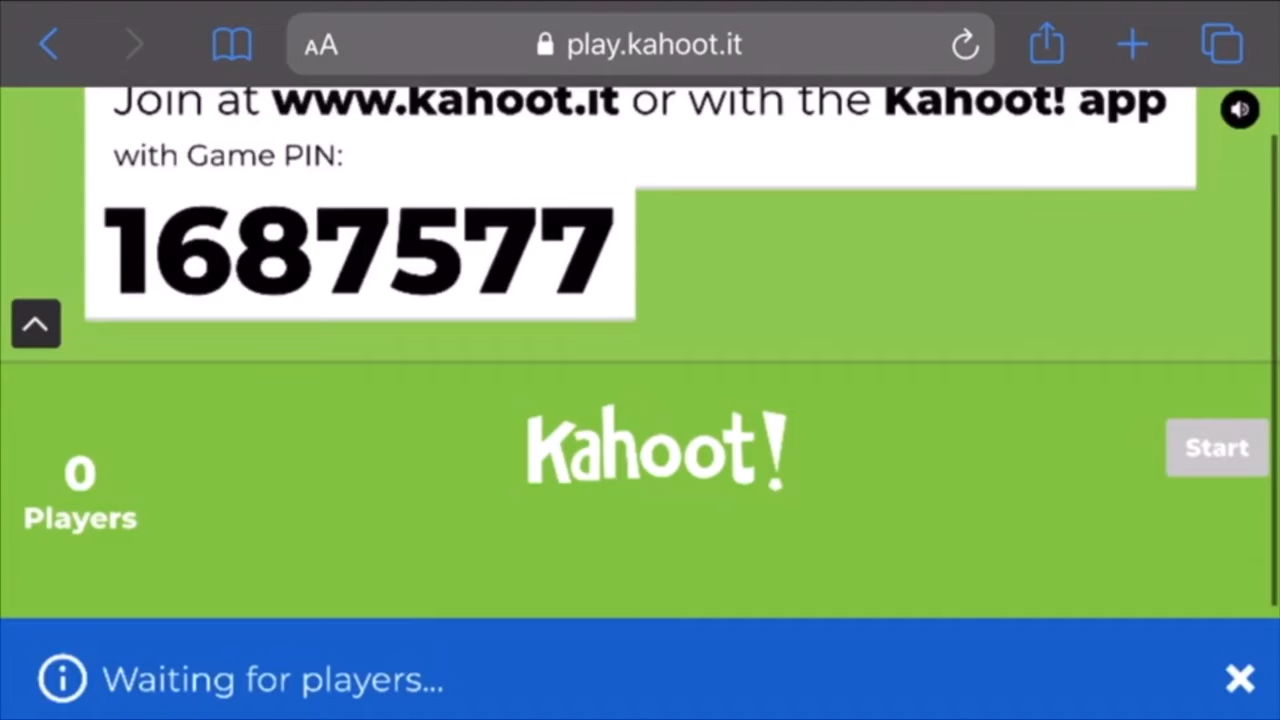 AA play.kahoot.it
Join at www.kahoot.it or with the Kahoot! app
with Game PIN:
1687577
Kahoot!
Start
0
Players
Waiting for players...